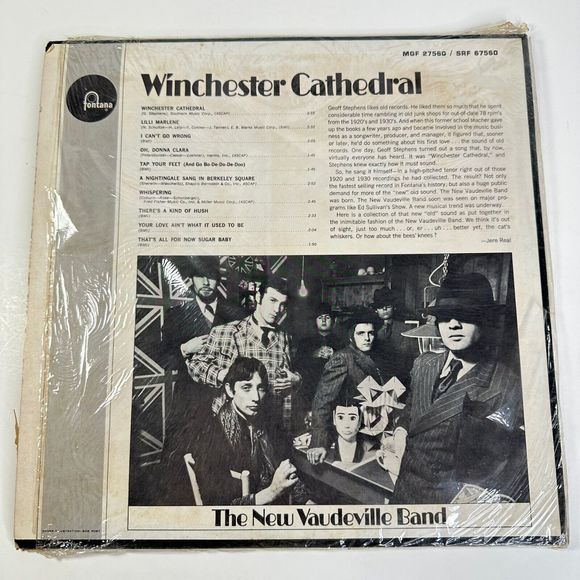 MGF 27560 / SRF 67560
fontana
Winchester Cathedral
WINCHESTER CATHEDRAL
(G. Stephens), Southern Music Corp., (ASCAP)
LILLI MARLENE
I CAN'T GO WRONG
(BMI)
OH, DONNA CLARA
TAP YOUR FEET (And Go Bo-De-Do-De-Doo)
(BMI)
A NIGHTINGALE SANG IN BERKELEY SQUARE
WHISPERING
THERE'S A KIND OF HUSH
(BMI)
YOUR LOVE AIN'T WHAT IT USED TO BE
(BMI)
THAT'S ALL FOR NOW SUGAR BABY
(BMI)
Geoff Stephens likes old records. He liked them so much that he spent
considerable time rambling in old junk shops for out-of-date 78 rpm's
from the 1920's and 1930's. And when this former school teacher gave
up the books a few years ago and became involved in the music busi-
ness as a songwriter, producer, and manager, it figured that, sooner
or later, he'd do something about his first love . . . the sound of old
records. One day, Geoff Stephens turned out a song that, by now,
virtually everyone has heard. It was "Winchester Cathedral," and
Stephens knew exactly how it must sound.
So, he sang it himself—in a high-pitched tenor right out of those
1920 and 1930 recordings he had collected. The result? Not only
the fastest selling record in Fontana's history, but also a huge public
demand for more of the "new" old sound. The New Vaudeville Band
was born. The New Vaudeville Band soon was seen on major pro-
grams like Ed Sullivan's Show. A new musical trend was underway.
Here is a collection of that new "old" sound as put together in
the inimitable fashion of the New Vaudeville Band. We think it's out
of sight, just too much . . . or, er . . . uh . . . better yet, the cat's
whiskers. Or how about the bees' knees?
—Jere Real
The New Vaudeville Band